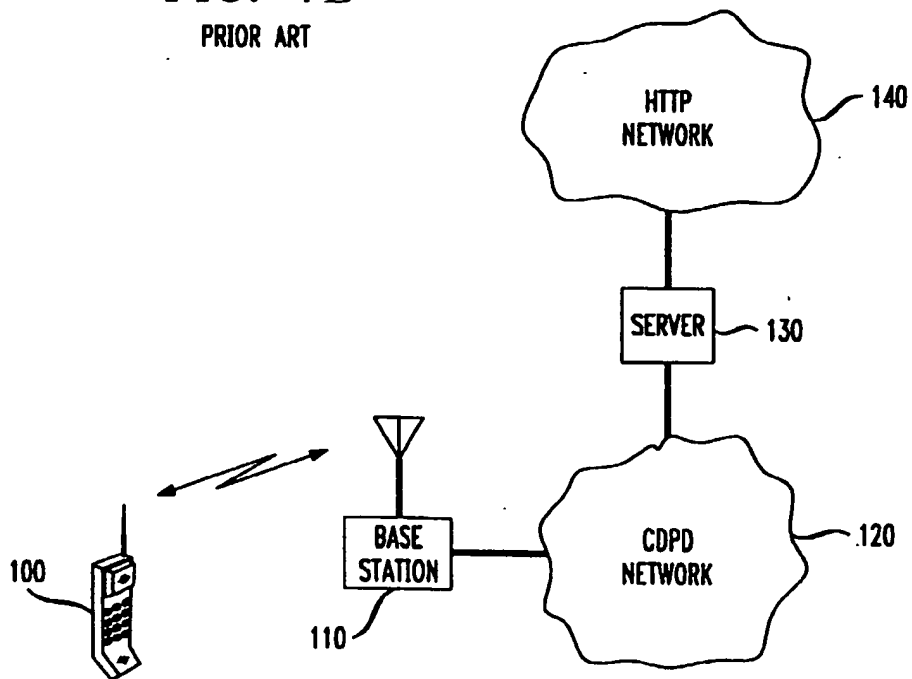 PRIOR ART
HTTP
NETWORK
140
SERVER
130
BASE
STATION
CDPD
NETWORK
120
100
110